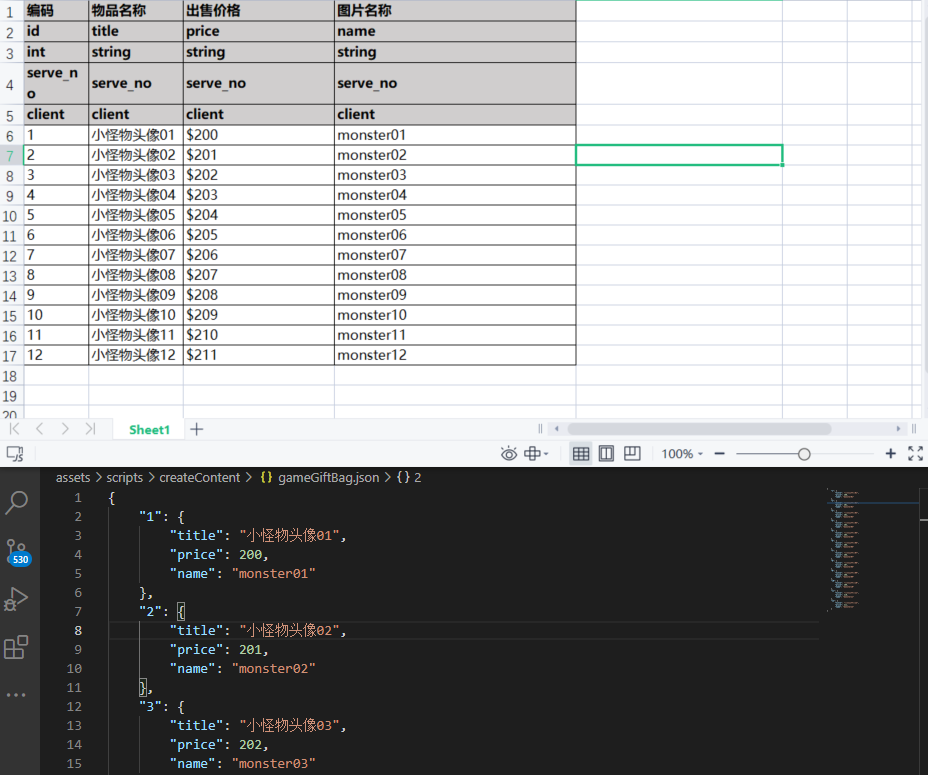 1 编码 物品名称 出售价格 图片名称
2 id title price name
3 int string string string
4 serve_no serve_no serve_no serve_no
5 client client client client
6 1 小怪物头像01 $200 monster01
7 2 小怪物头像02 $201 monster02
8 3 小怪物头像03 $202 monster03
9 4 小怪物头像04 $203 monster04
10 5 小怪物头像05 $204 monster05
11 6 小怪物头像06 $205 monster06
12 7 小怪物头像07 $206 monster07
13 8 小怪物头像08 $207 monster08
14 9 小怪物头像09 $208 monster09
15 10 小怪物头像10 $209 monster10
16 11 小怪物头像11 $210 monster11
17 12 小怪物头像12 $211 monster12
18
19
20
Sheet1
100%
assets > scripts > createContent > {} gameGiftBag.json > {} 2
1 {
2 "1": {
3 "title": "小怪物头像01",
4 "price": 200,
5 "name": "monster01"
6 },
7 "2": {
8 "title": "小怪物头像02",
9 "price": 201,
10 "name": "monster02"
11 },
12 "3": {
13 "title": "小怪物头像03",
14 "price": 202,
15 "name": "monster03"
530